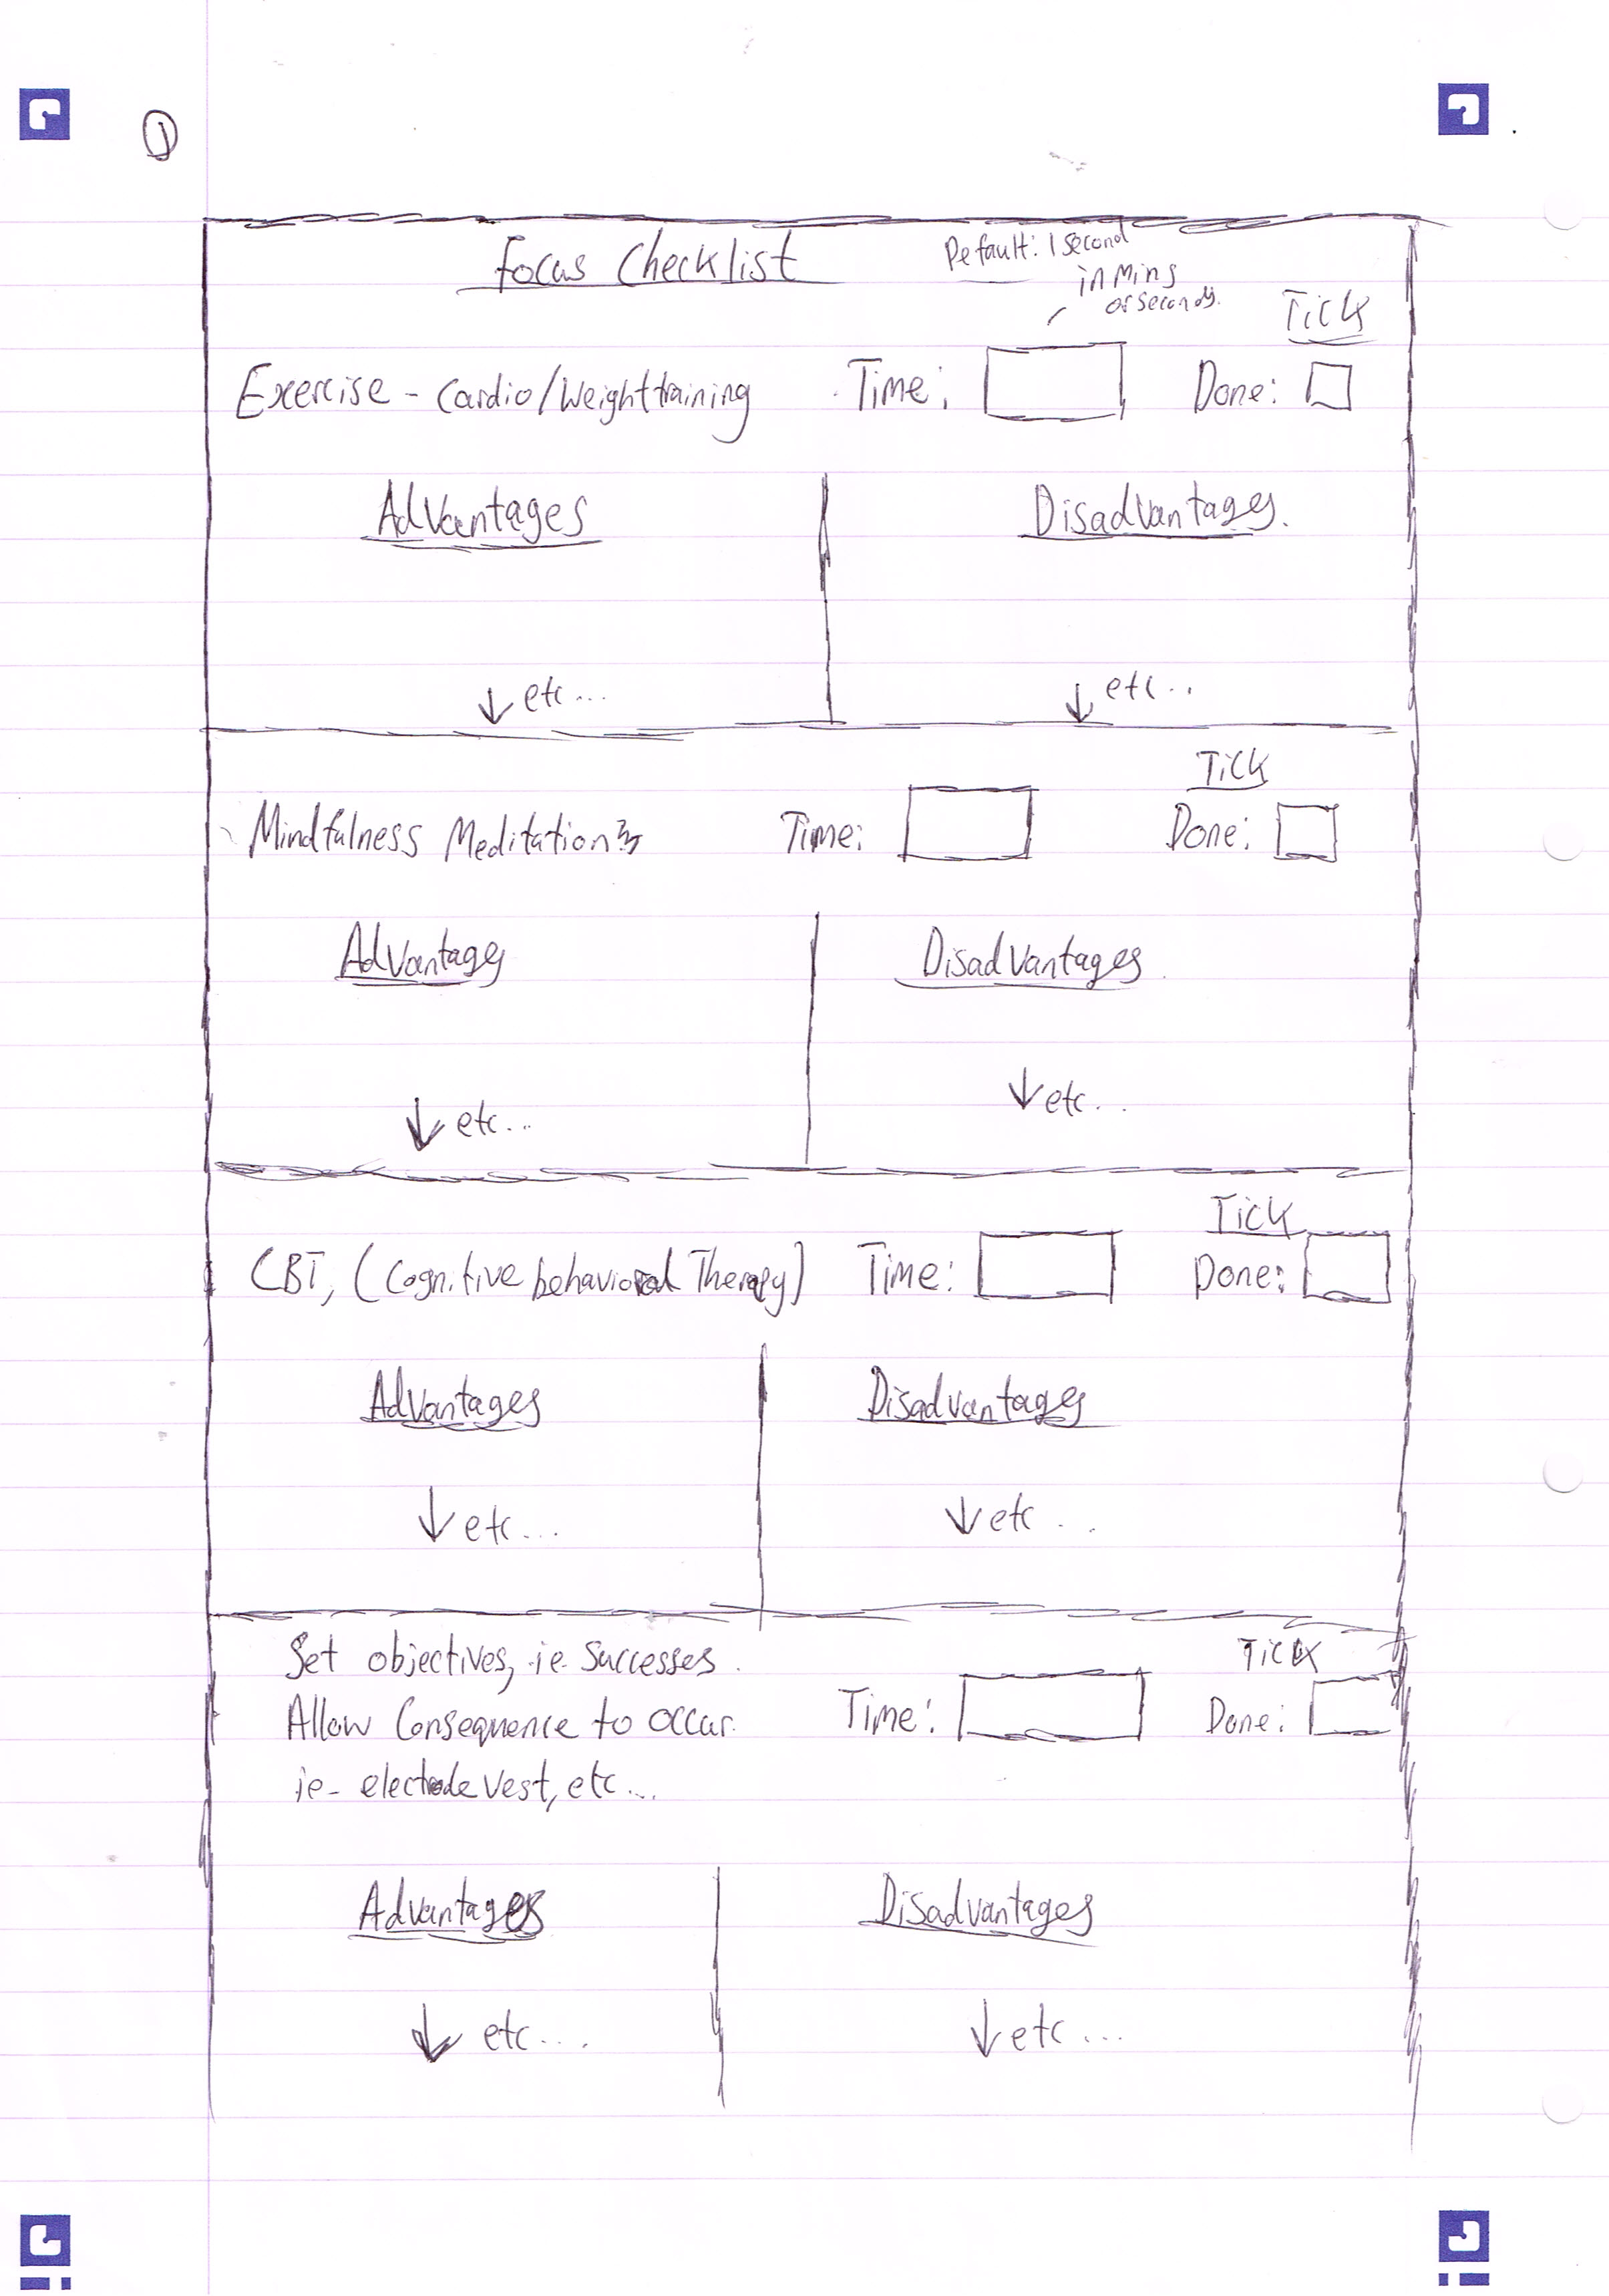 1
Focus Checklist
Default: 1 second
in Mins
or seconds.
Tick
Exercise - Cardio/Weight training Time: Done:
Advantages Disadvantages.
↓ etc... ↓ etc..
Tick
Mindfulness Meditation Time: Done:
Advantages Disadvantages
↓ etc...
↓ etc...
Tick
CBT, (Cognitive behavioral Therapy) Time: Done:
Advantages Disadvantages
↓ etc... ↓ etc...
Set objectives, ie. Successes. Tick
Allow Consequence to occur. Time: Done:
ie- electrode Vest, etc...
Advantages Disadvantages
↓ etc.... ↓ etc...